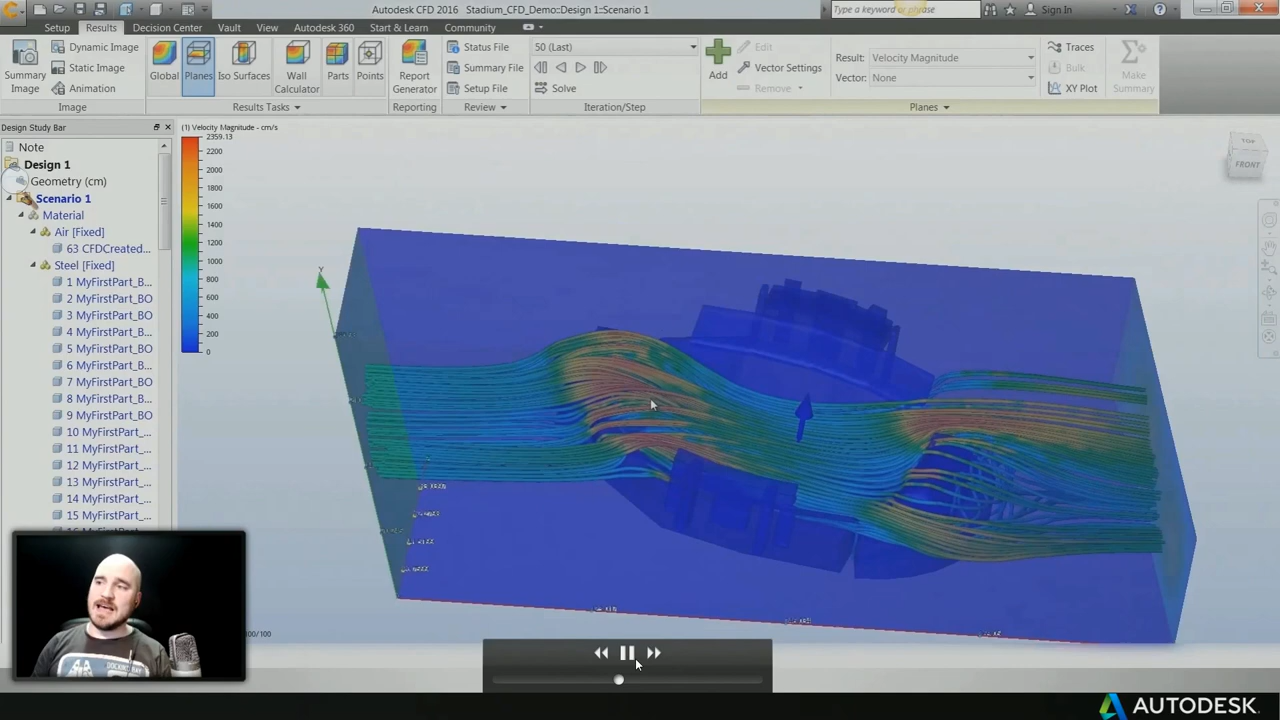 Autodesk CFD 2016 Stadium_CFD_Demo::Design 1::Scenario 1
Type a keyword or phrase
Sign In
Setup Results Decision Center Vault View Autodesk 360 Start & Learn Community
Summary Image
Dynamic Image
Static Image
Animation
Image
Global
Planes
Iso Surfaces
Wall Calculator
Parts
Points
Results Tasks
Report Generator
Reporting
Status File
Summary File
Setup File
Review
50 (Last)
Solve
Iteration/Step
Add
Edit
Vector Settings
Remove
Result: Velocity Magnitude
Vector: None
Planes
Traces
Bulk
XY Plot
Make Summary
Design Study Bar
Note
Design 1
Geometry (cm)
Scenario 1
Material
Air [Fixed]
63 CFDCreated...
Steel [Fixed]
1 MyFirstPart_B...
2 MyFirstPart_BO
3 MyFirstPart_BO
4 MyFirstPart_B...
5 MyFirstPart_BO
6 MyFirstPart_B...
7 MyFirstPart_BO
8 MyFirstPart_B...
9 MyFirstPart_BO
10 MyFirstPart_...
11 MyFirstPart_...
12 MyFirstPart_...
13 MyFirstPart_...
14 MyFirstPart_...
15 MyFirstPart_...
(1) Velocity Magnitude - cm/s
2359.13
2200
2000
1800
1600
1400
1200
1000
800
600
400
200
0
Y
TOP
FRONT
00/100
AUTODESK.